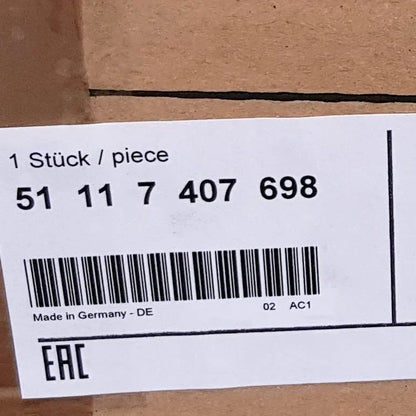 1 Stück / piece
51 11 7 407 698
Made in Germany - DE 02 AC1
EAC